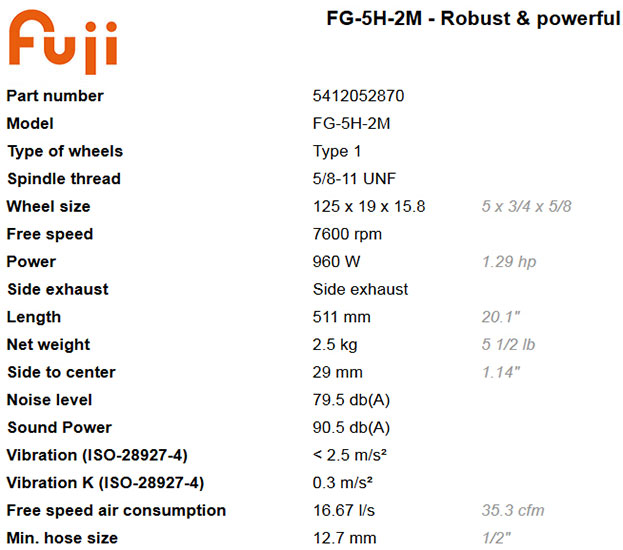 Fuji
FG-5H-2M - Robust & powerful
Part number 5412052870
Model FG-5H-2M
Type of wheels Type 1
Spindle thread 5/8-11 UNF
Wheel size 125 x 19 x 15.8 5 x 3/4 x 5/8
Free speed 7600 rpm
Power 960 W 1.29 hp
Side exhaust Side exhaust
Length 511 mm 20.1"
Net weight 2.5 kg 5 1/2 lb
Side to center 29 mm 1.14"
Noise level 79.5 db(A)
Sound Power 90.5 db(A)
Vibration (ISO-28927-4) < 2.5 m/s²
Vibration K (ISO-28927-4) 0.3 m/s²
Free speed air consumption 16.67 l/s 35.3 cfm
Min. hose size 12.7 mm 1/2"